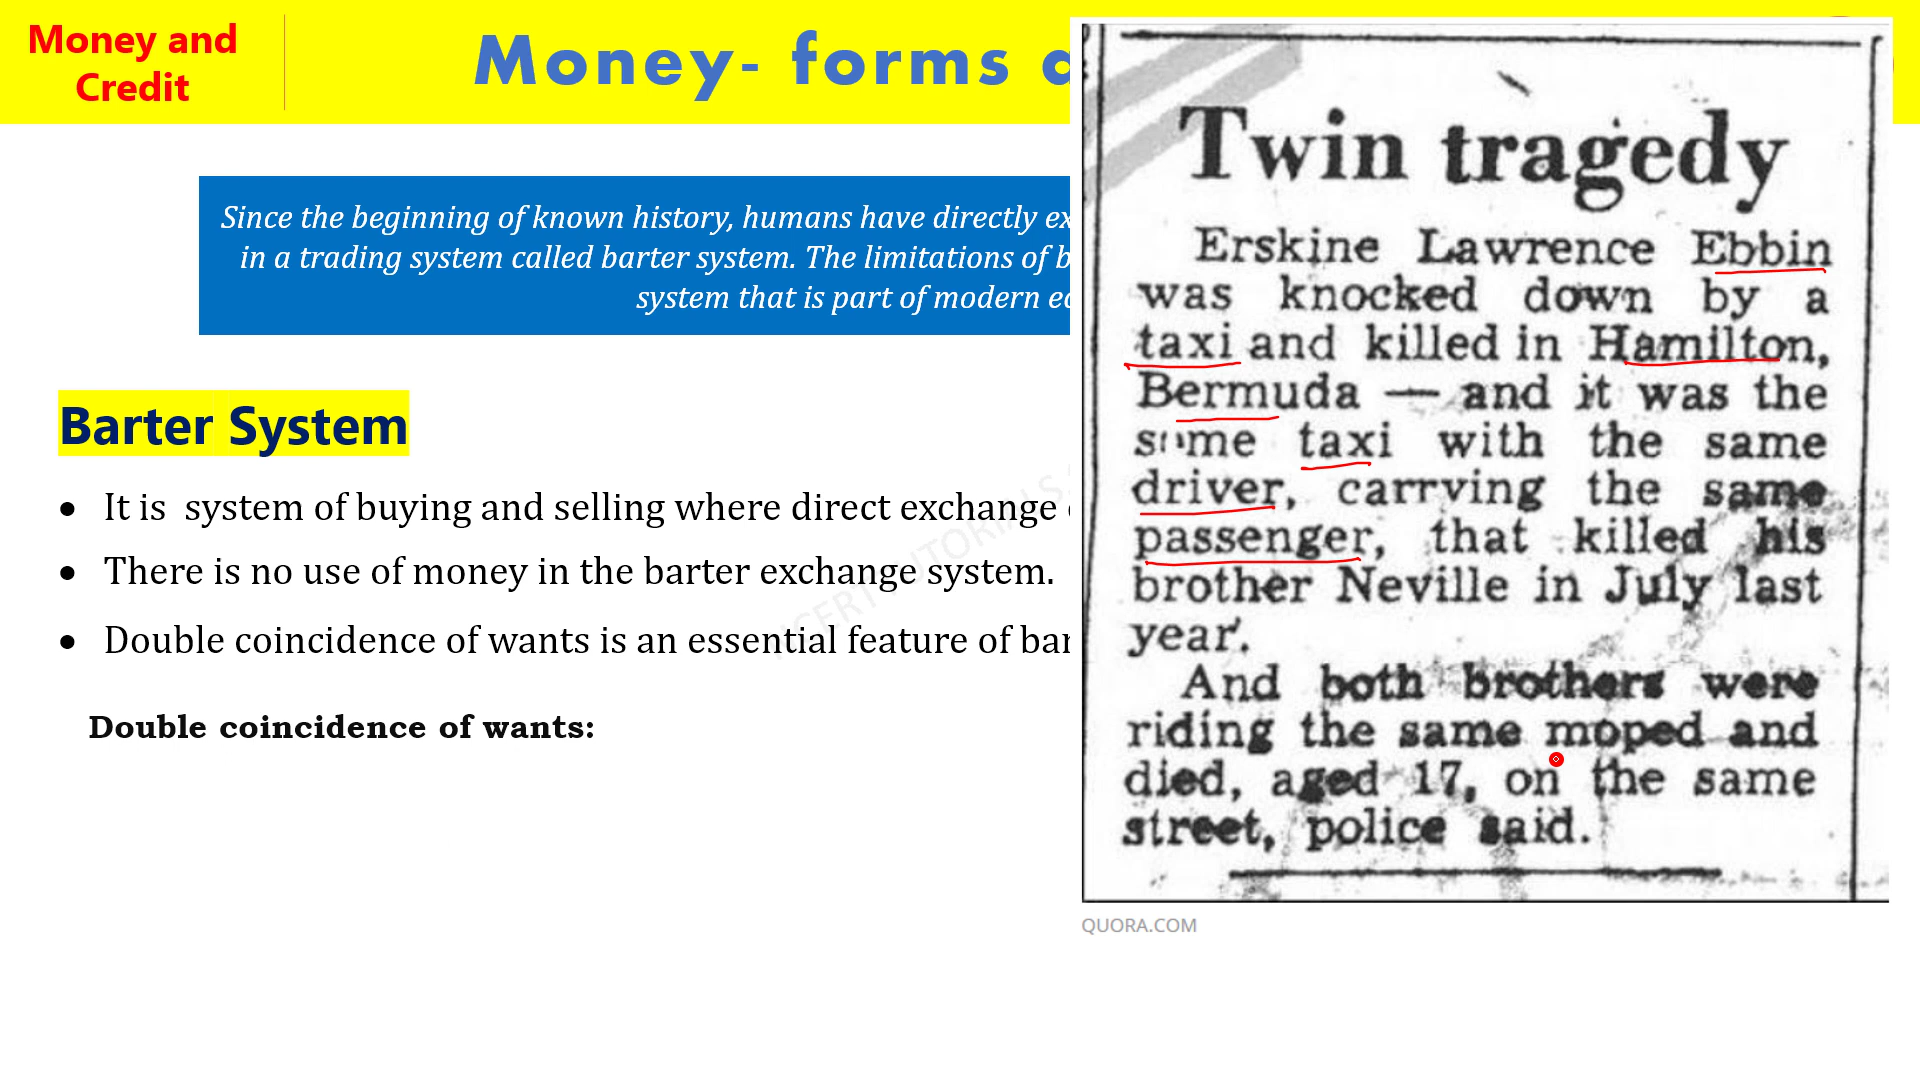 Money and
Credit
Money- forms
Since the beginning of known history, humans have directly ex
in a trading system called barter system. The limitations of b
system that is part of modern ec
Barter System
• It is system of buying and selling where direct exchange
• There is no use of money in the barter exchange system.
• Double coincidence of wants is an essential feature of bar
Double coincidence of wants:
Twin tragedy
Erskine Lawrence Ebbin
was knocked down by a
taxi and killed in Hamilton,
Bermuda — and it was the
same taxi with the same
driver, carrying the same
passenger, that killed his
brother Neville in July last
year.
And both brothers were
riding the same moped and
died, aged 17, on the same
street, police said.
QUORA.COM